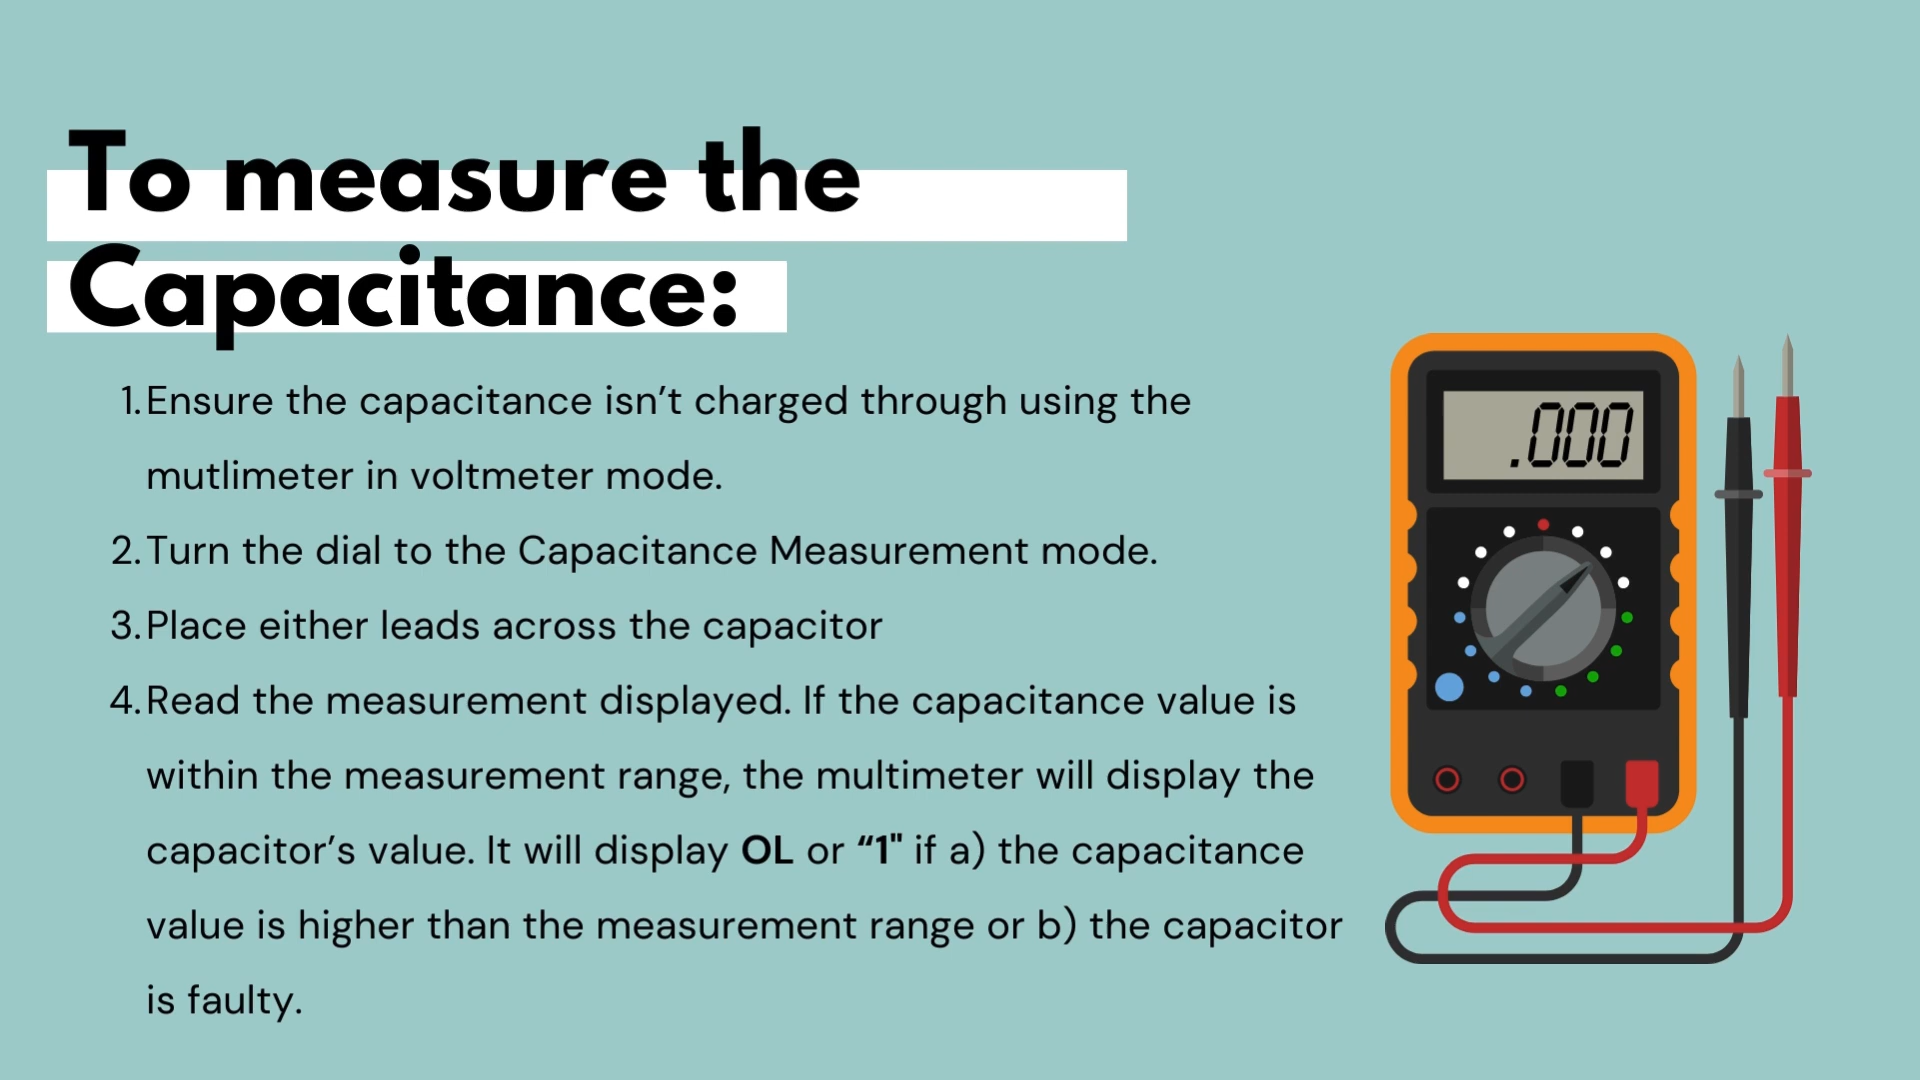 To measure the
Capacitance:
1. Ensure the capacitance isn’t charged through using the
mutlimeter in voltmeter mode.
2. Turn the dial to the Capacitance Measurement mode.
3. Place either leads across the capacitor
4. Read the measurement displayed. If the capacitance value is
within the measurement range, the multimeter will display the
capacitor’s value. It will display OL or “1" if a) the capacitance
value is higher than the measurement range or b) the capacitor
is faulty.
.000